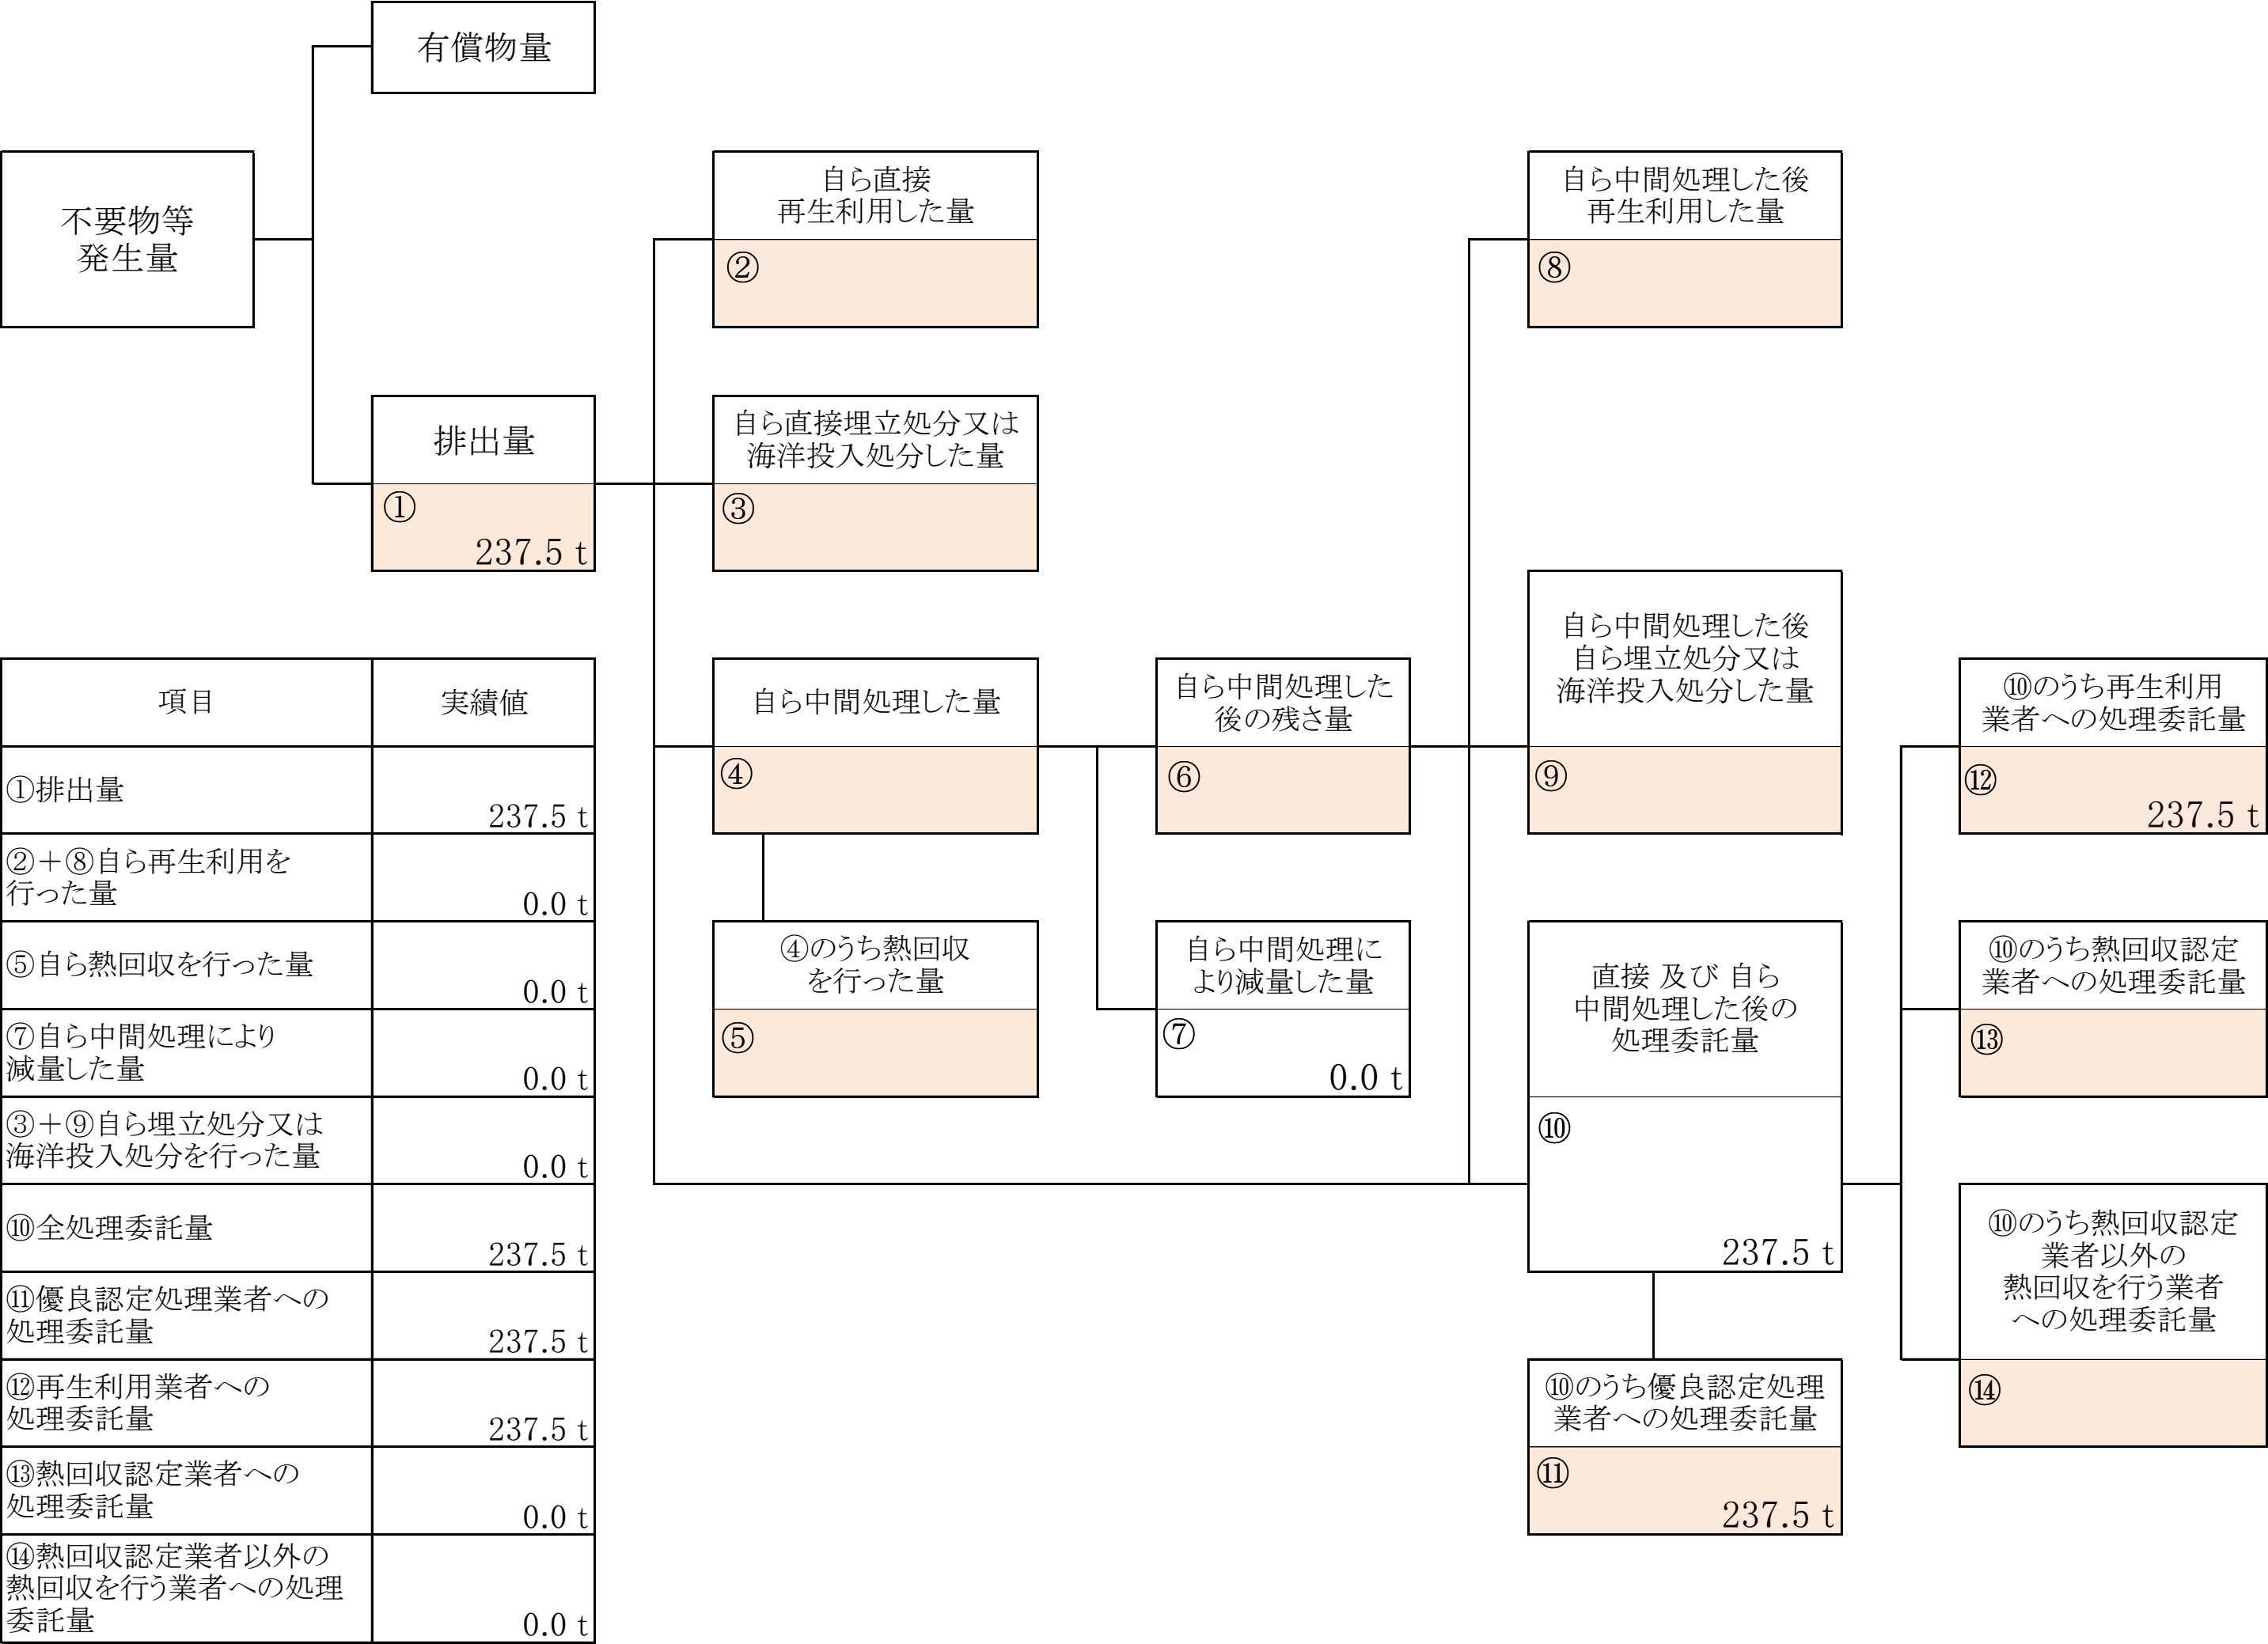 有償物量
不要物等
発生量
自ら直接
再生利用した量
②
自ら中間処理した後
再生利用した量
⑧
排出量
①
237.5 t
自ら直接埋立処分又は
海洋投入処分した量
③
自ら中間処理した量
④
自ら中間処理した
後の残さ量
⑥
自ら中間処理した後
自ら埋立処分又は
海洋投入処分した量
⑨
⑩のうち再生利用
業者への処理委託量
⑫
237.5 t
④のうち熱回収
を行った量
⑤
自ら中間処理に
より減量した量
⑦
0.0 t
直接 及び 自ら
中間処理した後の
処理委託量
⑩
237.5 t
⑩のうち熱回収認定
業者への処理委託量
⑬
⑩のうち熱回収認定
業者以外の
熱回収を行う業者
への処理委託量
⑭
⑩のうち優良認定処理
業者への処理委託量
⑪
237.5 t
項目
実績値
①排出量
237.5 t
②＋⑧自ら再生利用を
行った量
0.0 t
⑤自ら熱回収を行った量
0.0 t
⑦自ら中間処理により
減量した量
0.0 t
③＋⑨自ら埋立処分又は
海洋投入処分を行った量
0.0 t
⑩全処理委託量
237.5 t
⑪優良認定処理業者への
処理委託量
237.5 t
⑫再生利用業者への
処理委託量
237.5 t
⑬熱回収認定業者への
処理委託量
0.0 t
⑭熱回収認定業者以外の
熱回収を行う業者への処理
委託量
0.0 t